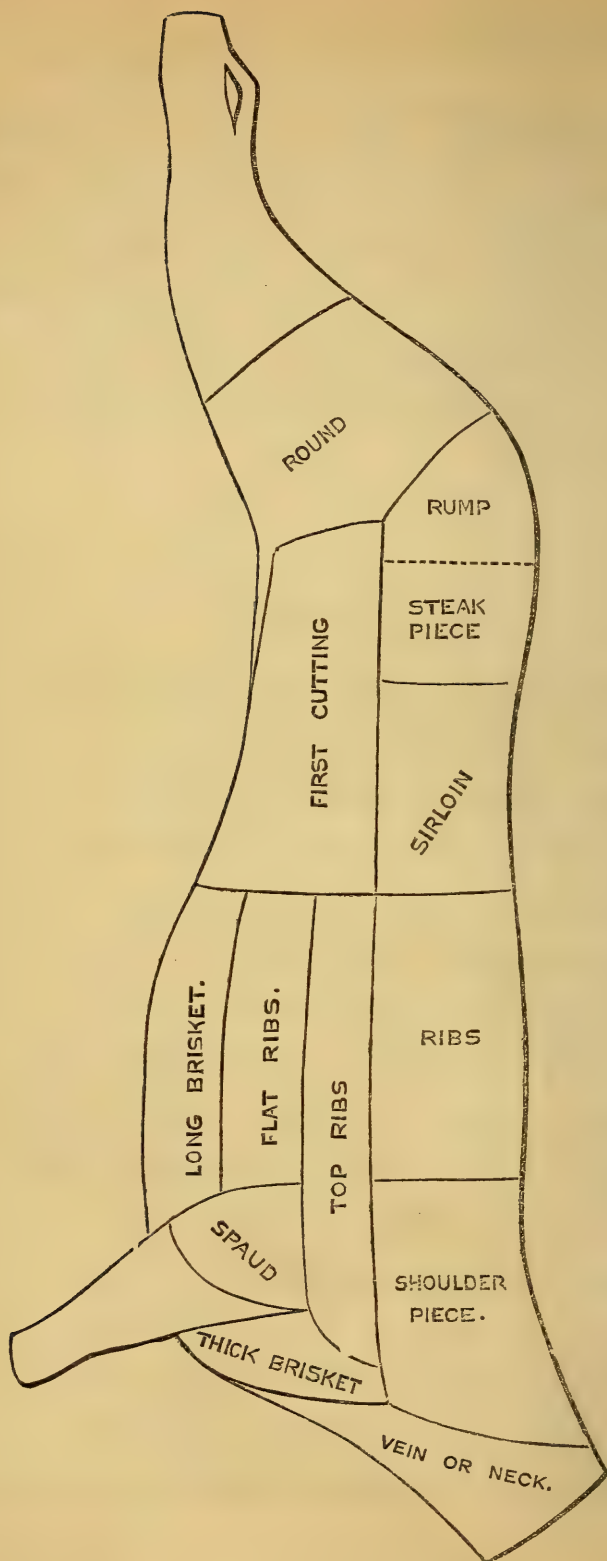 ROUND
RUMP
STEAK
PIECE
FIRST CUTTING
SIRLOIN
LONG BRISKET.
FLAT RIBS.
TOP RIBS
RIBS
SPAUD
SHOULDER
PIECE.
THICK BRISKET
VEIN OR NECK.